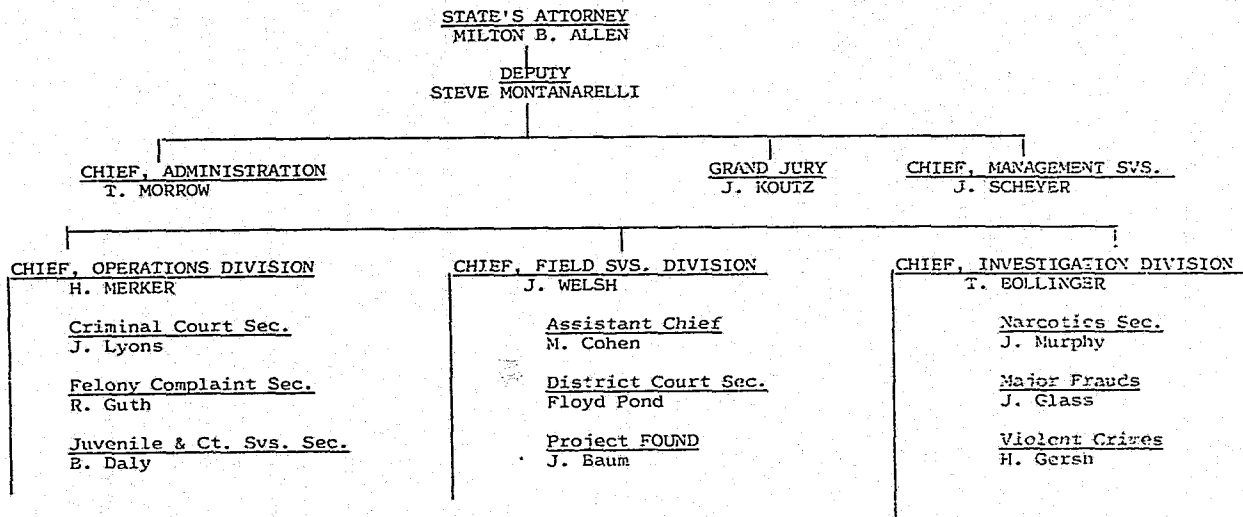 STATE'S ATTORNEY
MILTON B. ALLEN
DEPUTY
STEVE MONTANARELLI
CHIEF, ADMINISTRATION
T. MORROW
GRAND JURY
J. KOUTZ
CHIEF, MANAGEMENT SVS.
J. SCHEYER
CHIEF, OPERATIONS DIVISION
H. MERKER
Criminal Court Sec.
J. Lyons
Felony Complaint Sec.
R. Guth
Juvenile & Ct. Svs. Sec.
B. Daly
CHIEF, FIELD SVS. DIVISION
J. WELSH
Assistant Chief
M. Cohen
District Court Sec.
Floyd Pond
Project FOUND
J. Baum
CHIEF, INVESTIGATION DIVISION
T. BOLLINGER
Narcotics Sec.
J. Murphy
Major Frauds
J. Glass
Violent Crimes
H. Gersh